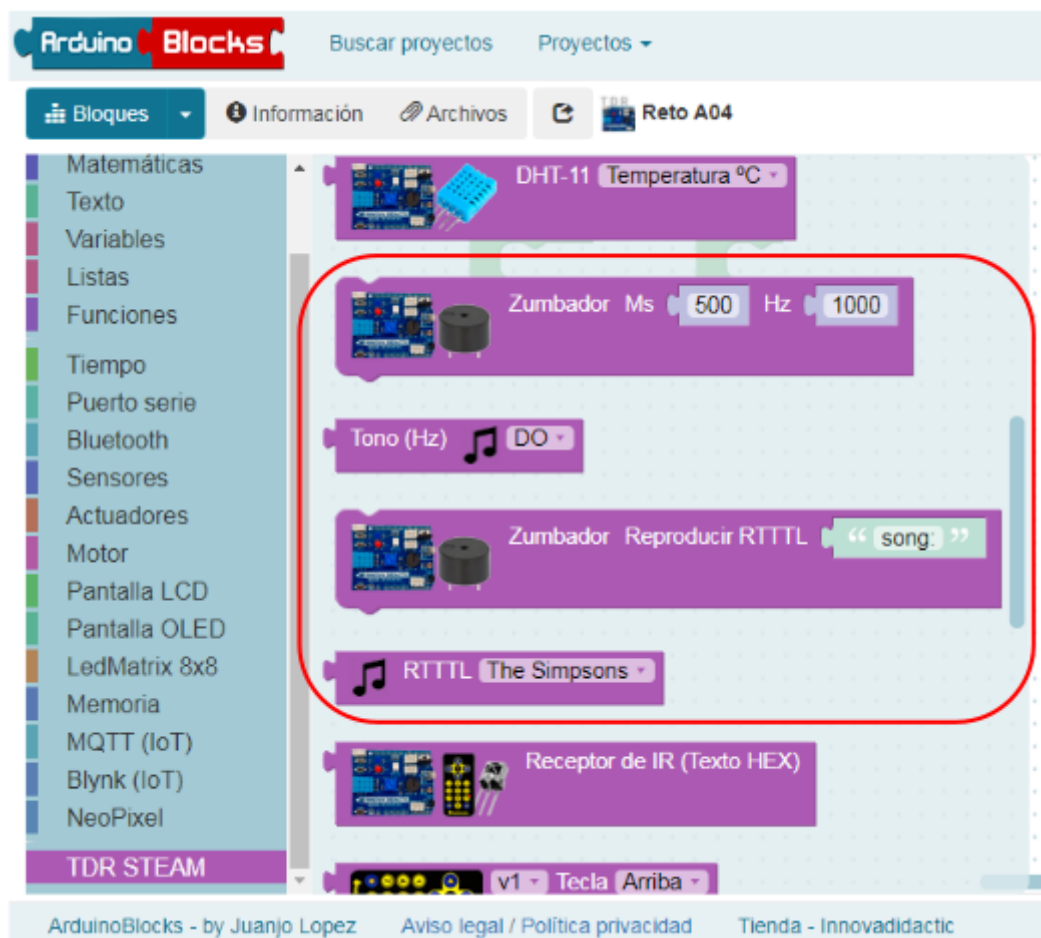 Arduino Blocks Buscar proyectos Proyectos
Bloques Información Archivos Reto A04
Matemáticas
Texto
Variables
Listas
Funciones
Tiempo
Puerto serie
Bluetooth
Sensores
Actuadores
Motor
Pantalla LCD
Pantalla OLED
LedMatrix 8x8
Memoria
MQTT (IoT)
Blynk (IoT)
NeoPixel
TDR STEAM
DHT-11 Temperatura ºC
Zumbador Ms 500 Hz 1000
Tono (Hz) DO
Zumbador Reproducir RTTTL “ song: ”
RTTTL The Simpsons
Receptor de IR (Texto HEX)
v1 Tecla Arriba
ArduinoBlocks - by Juanjo Lopez Aviso legal / Política privacidad Tienda - Innovadidactic